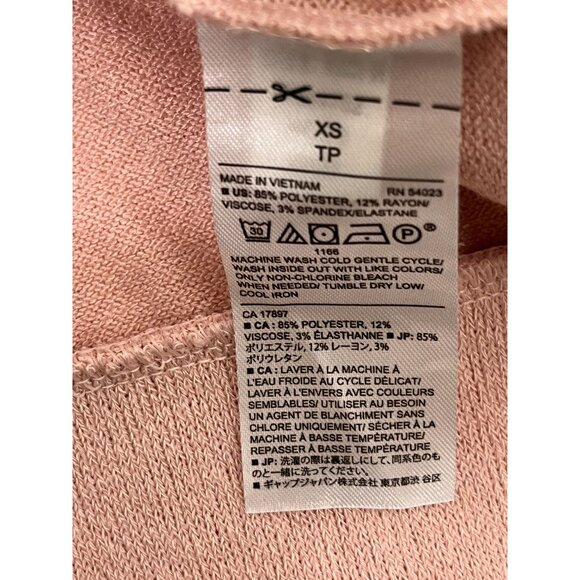 XS
TP
MADE IN VIETNAM RN 54023
■ US: 85% POLYESTER, 12% RAYON/
VISCOSE, 3% SPANDEX/ELASTANE
30 P ®
1166
MACHINE WASH COLD GENTLE CYCLE/
WASH INSIDE OUT WITH LIKE COLORS/
ONLY NON-CHLORINE BLEACH
WHEN NEEDED/ TUMBLE DRY LOW/
COOL IRON
CA 17897
■ CA : 85% POLYESTER, 12%
VISCOSE, 3% ÉLASTHANNE ■ JP: 85%
ポリエステル, 12% レーヨン, 3%
ポリウレタン
■ CA : LAVER À LA MACHINE À
L'EAU FROIDE AU CYCLE DÉLICAT/
LAVER À L'ENVERS AVEC COULEURS
SEMBLABLES/ UTILISER AU BESOIN
UN AGENT DE BLANCHIMENT SANS
CHLORE UNIQUEMENT/ SÉCHER À LA
MACHINE À BASSE TEMPÉRATURE/
REPASSER À BASSE TEMPÉRATURE
■ JP: 洗濯の際は裏返しにして、同系色のも
のと一緒に洗ってください。
■ ギャップジャパン株式会社 東京都渋 谷区